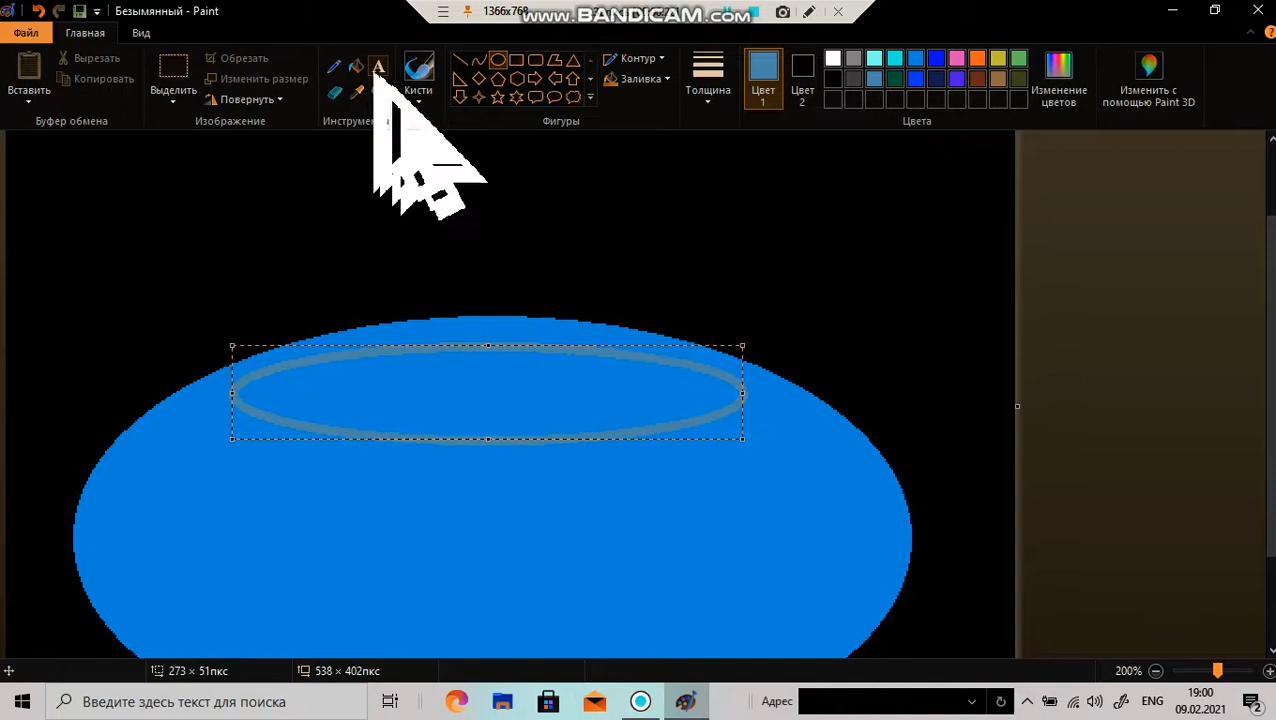 Безымянный - Paint
1366x768
www.BANDICAM.com
Файл
Главная
Вид
Вставить
Вырезать
Копировать
Буфер обмена
Выделить
Обрезать
Изменить размер
Повернуть
Изображение
Инструмен
A
Кисти
Контур
Заливка
Фигуры
Толщина
Цвет
1
Цвет
2
Изменение
цветов
Цвета
Изменить с
помощью Paint 3D
273 × 51пкс
538 × 402пкс
200%
Введите здесь текст для поиска
Адрес
ENG
19:00
09.02.2021
2